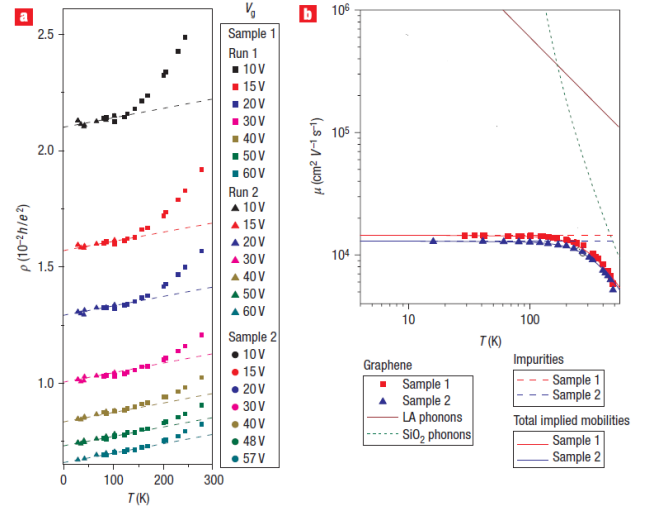 a
V_g
2.5
2.0
1.5
1.0
ρ (10⁻²h/e²)
0
100
200
300
T (K)
Sample 1
Run 1
10 V
15 V
20 V
30 V
40 V
50 V
60 V
Run 2
10 V
15 V
20 V
30 V
40 V
50 V
60 V
Sample 2
10 V
15 V
20 V
30 V
40 V
48 V
57 V
b
10⁶
10⁵
10⁴
μ (cm² V⁻¹ s⁻¹)
10
100
T (K)
Graphene
Sample 1
Sample 2
LA phonons
SiO₂ phonons
Impurities
Sample 1
Sample 2
Total implied mobilities
Sample 1
Sample 2